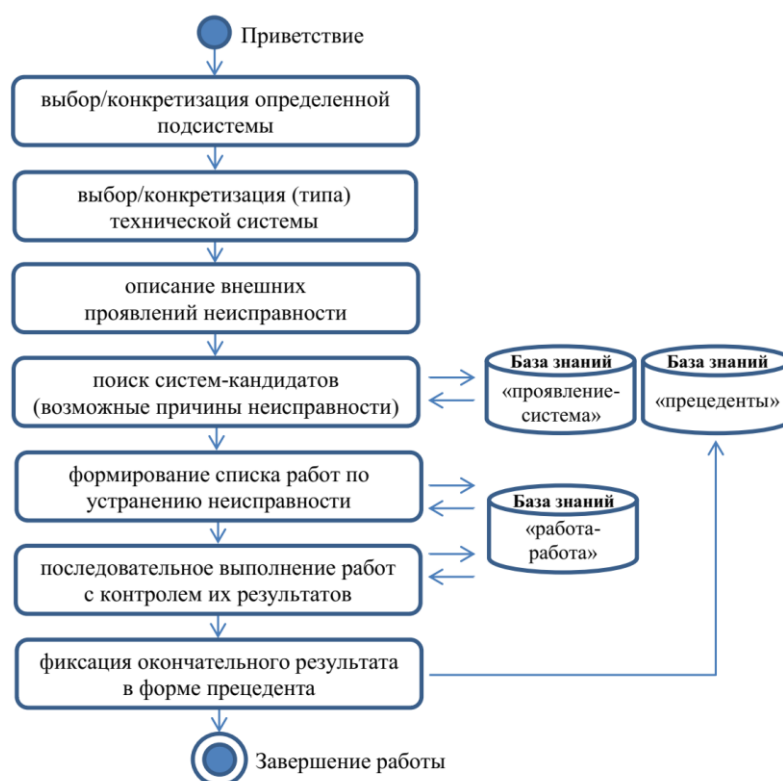 Приветствие
выбор/конкретизация определенной
подсистемы
выбор/конкретизация (типа)
технической системы
описание внешних
проявлений неисправности
поиск систем-кандидатов
(возможные причины неисправности)
База знаний
«проявление-
система»
База знаний
«прецеденты»
формирование списка работ по
устранению неисправности
База знаний
«работа-
работа»
последовательное выполнение работ
с контролем их результатов
фиксация окончательного результата
в форме прецедента
Завершение работы